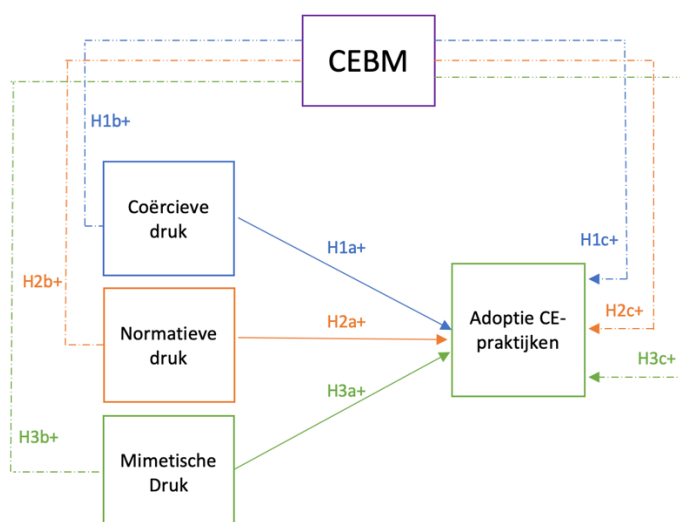 CEBM
H1b+
Coërcieve
druk
H1a+
H1c+
H2b+
Normatieve
druk
H2a+
Adoptie CE-
praktijken
H2c+
H3a+
H3c+
H3b+
Mimetische
Druk